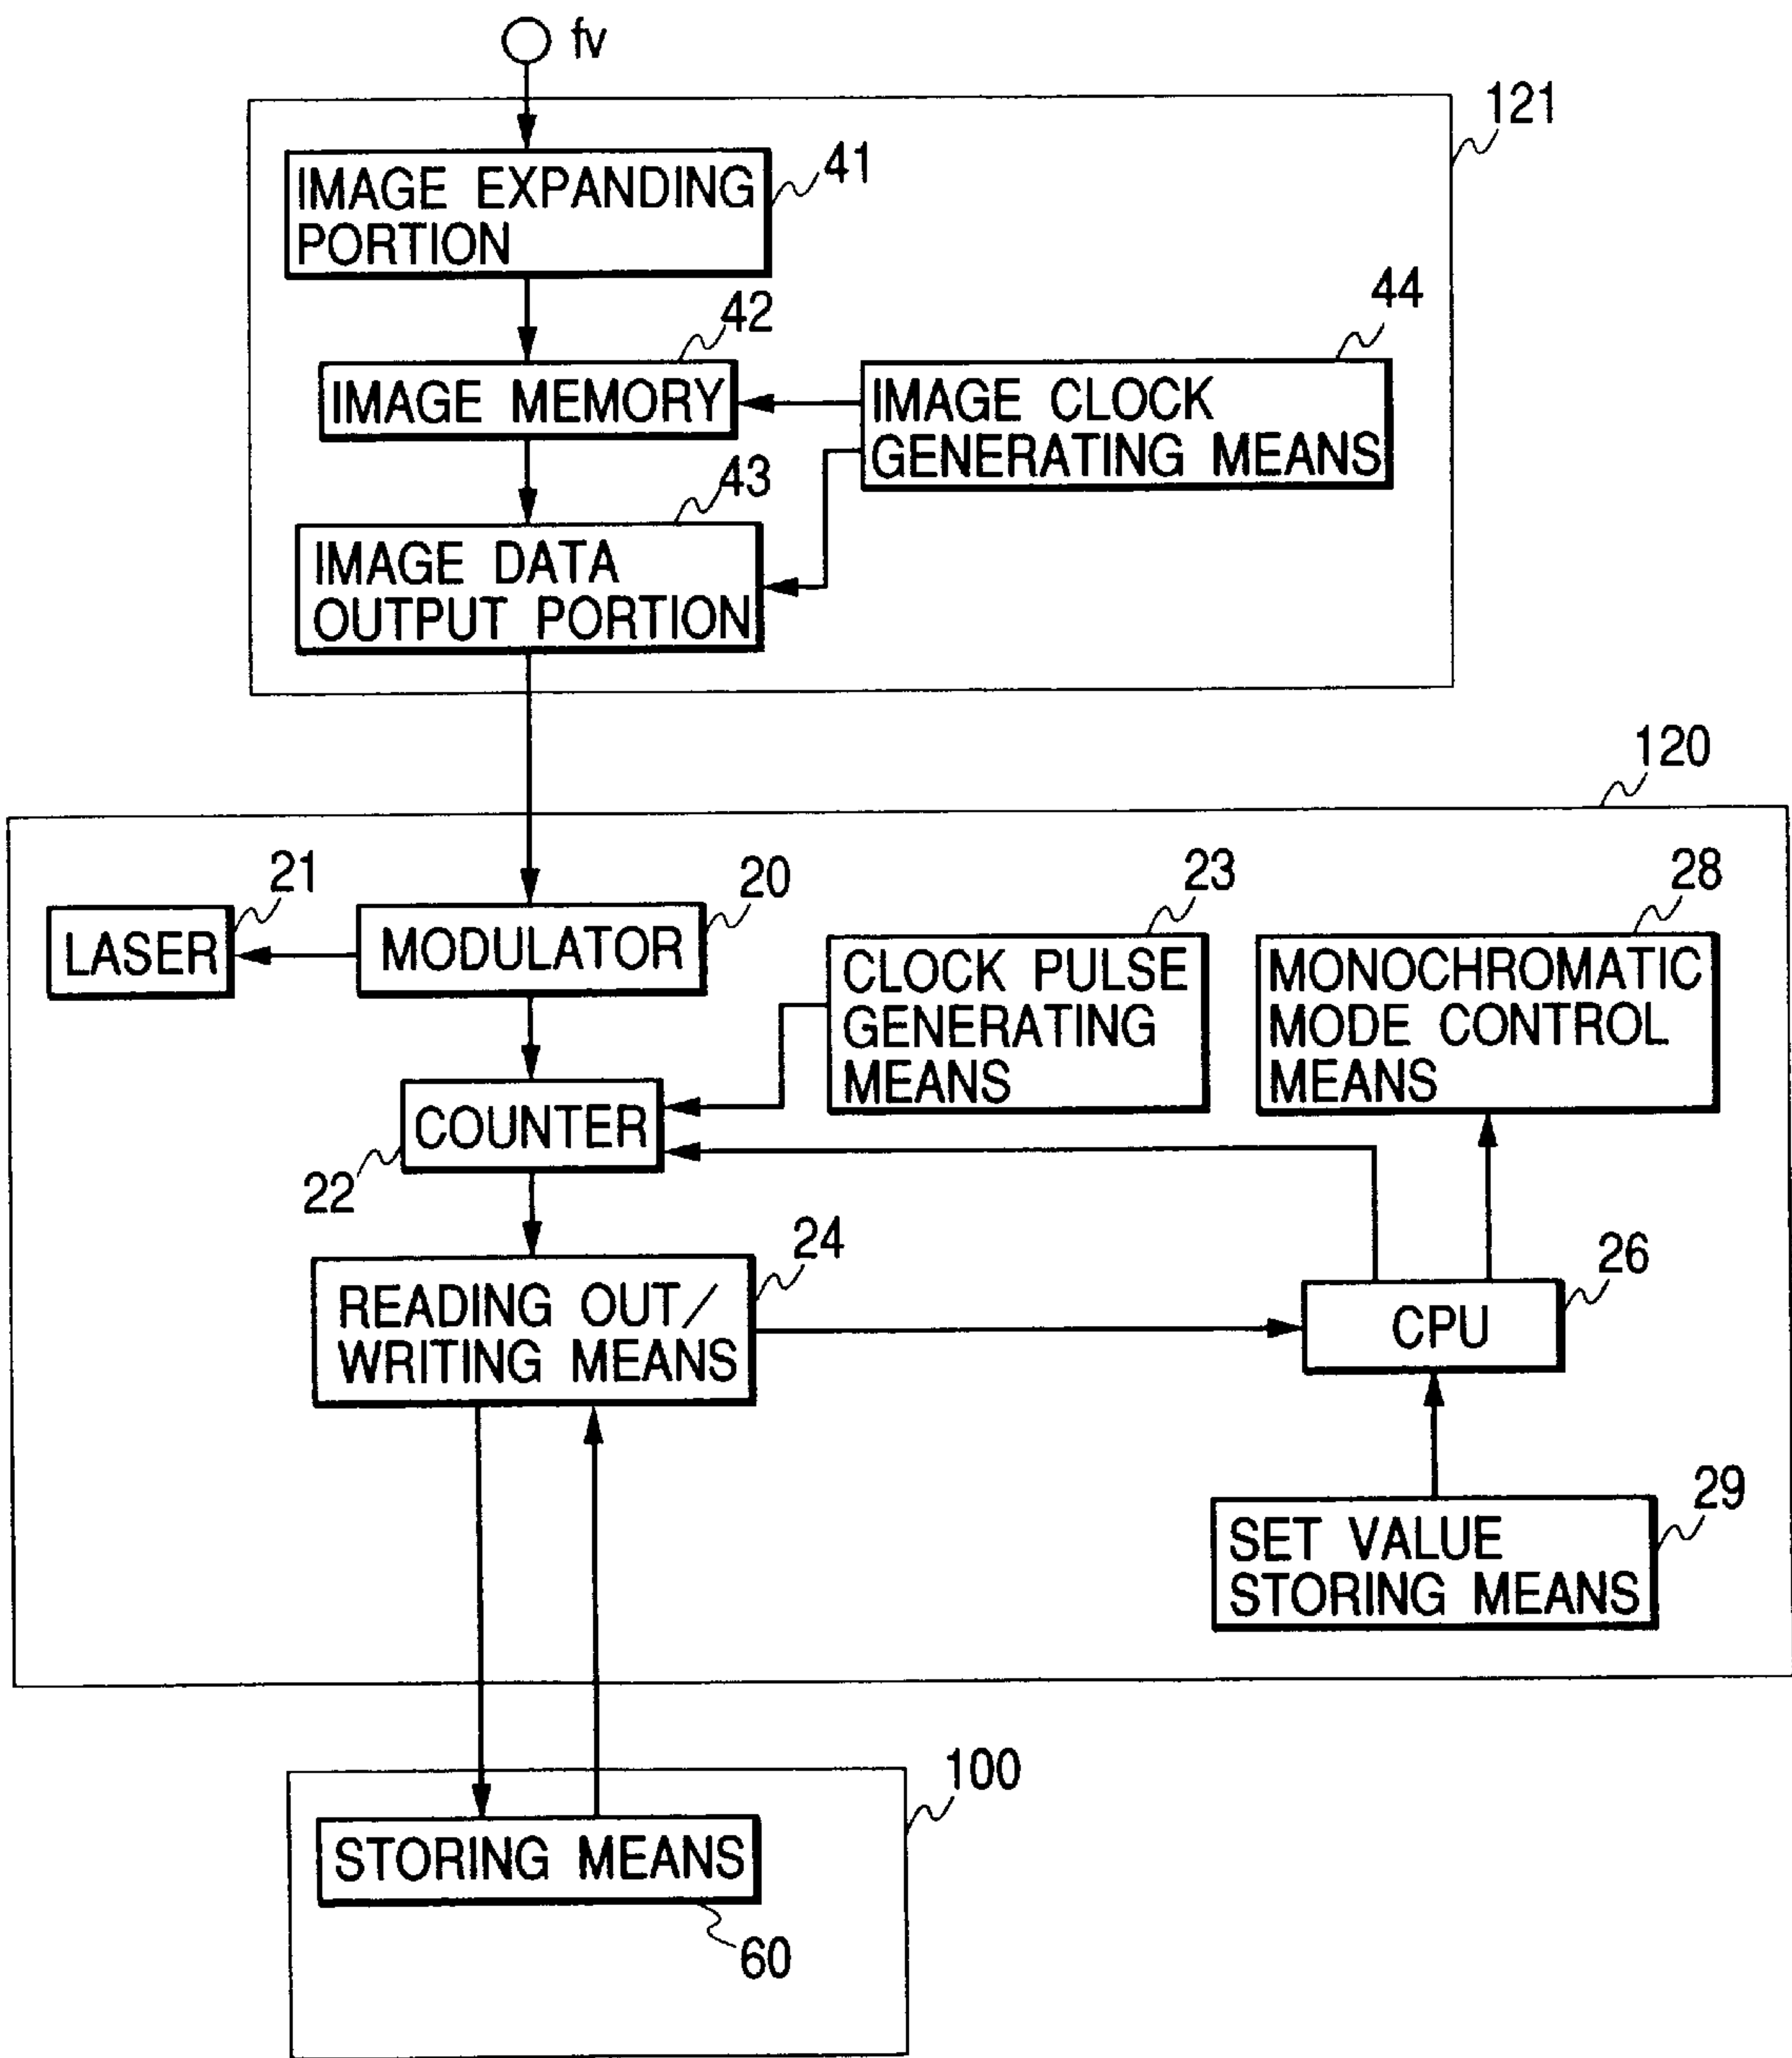 fv
121
IMAGE EXPANDING
PORTION
41
42
44
IMAGE MEMORY
IMAGE CLOCK
GENERATING MEANS
43
IMAGE DATA
OUTPUT PORTION
120
21
20
23
28
LASER
MODULATOR
CLOCK PULSE
GENERATING
MEANS
MONOCHROMATIC
MODE CONTROL
MEANS
COUNTER
22
24
26
READING OUT/
WRITING MEANS
CPU
29
SET VALUE
STORING MEANS
100
STORING MEANS
60